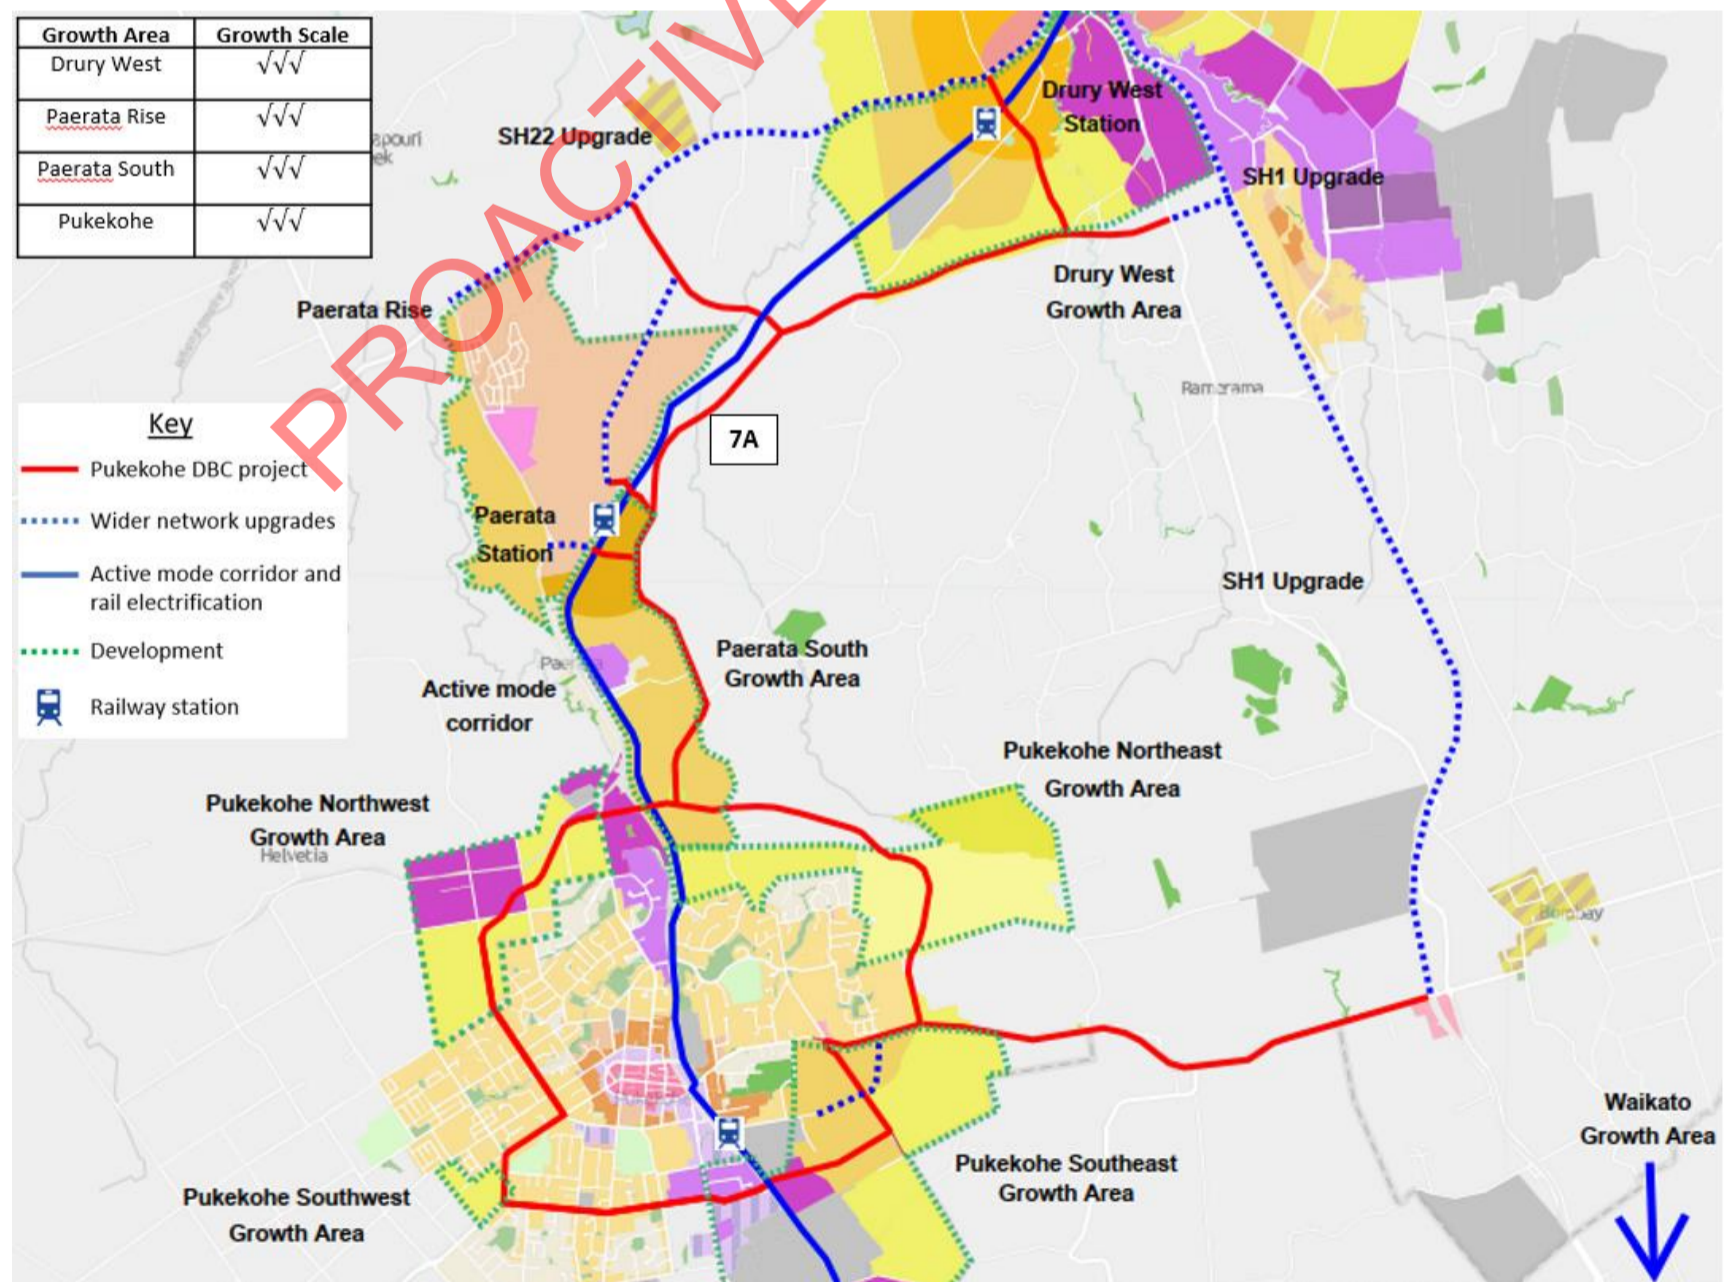 Growth Area Growth Scale
Drury West √√√
Paerata Rise √√√
Paerata South √√√
Pukekohe √√√
PROACTIVE
Drury West
Station
SH22 Upgrade
SH1 Upgrade
Drury West
Growth Area
Paerata Rise
Ramarama
Key
Pukekohe DBC project
Wider network upgrades
Active mode corridor and
rail electrification
Development
Railway station
7A
Paerata
Station
SH1 Upgrade
Paerata South
Growth Area
Active mode
corridor
Pukekohe Northeast
Growth Area
Pukekohe Northwest
Growth Area
Helvetia
Bombay
Waikato
Growth Area
Pukekohe Southeast
Growth Area
Pukekohe Southwest
Growth Area